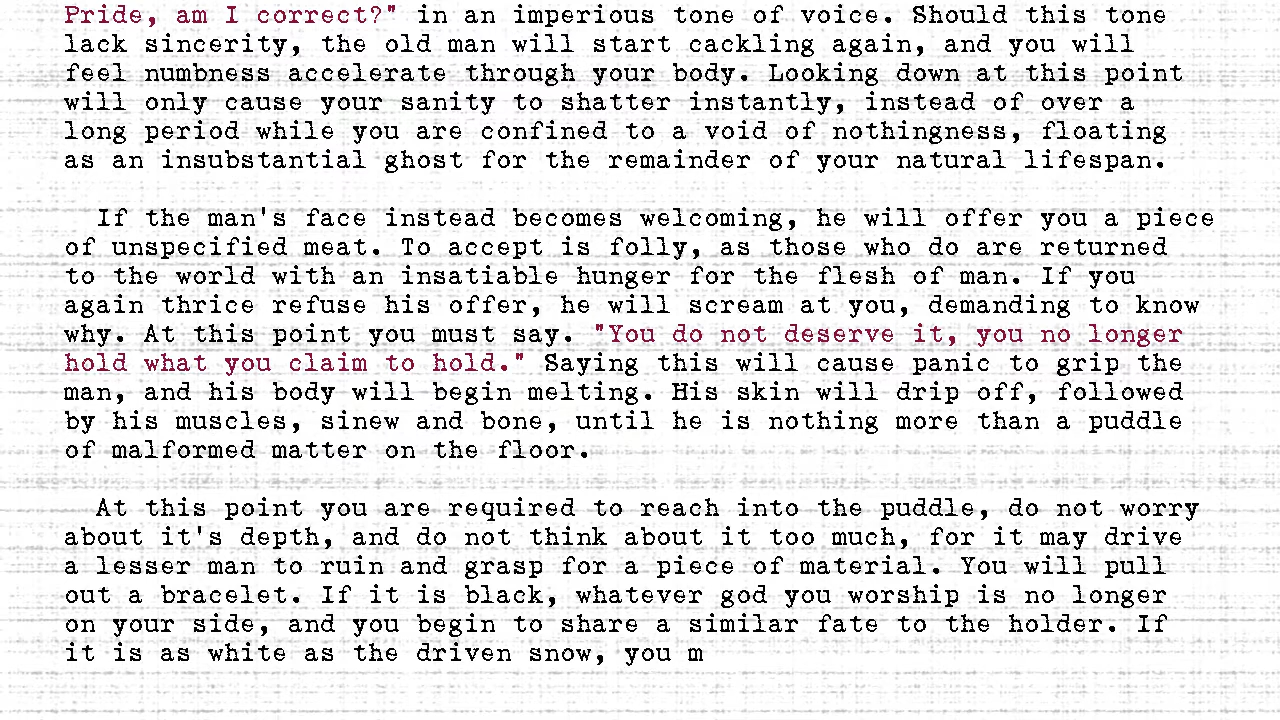 Pride, am I correct?" in an imperious tone of voice. Should this tone
lack sincerity, the old man will start cackling again, and you will
feel numbness accelerate through your body. Looking down at this point
will only cause your sanity to shatter instantly, instead of over a
long period while you are confined to a void of nothingness, floating
as an insubstantial ghost for the remainder of your natural lifespan.
If the man's face instead becomes welcoming, he will offer you a piece
of unspecified meat. To accept is folly, as those who do are returned
to the world with an insatiable hunger for the flesh of man. If you
again thrice refuse his offer, he will scream at you, demanding to know
why. At this point you must say. "You do not deserve it, you no longer
hold what you claim to hold." Saying this will cause panic to grip the
man, and his body will begin melting. His skin will drip off, followed
by his muscles, sinew and bone, until he is nothing more than a puddle
of malformed matter on the floor.
At this point you are required to reach into the puddle, do not worry
about it's depth, and do not think about it too much, for it may drive
a lesser man to ruin and grasp for a piece of material. You will pull
out a bracelet. If it is black, whatever god you worship is no longer
on your side, and you begin to share a similar fate to the holder. If
it is as white as the driven snow, you m